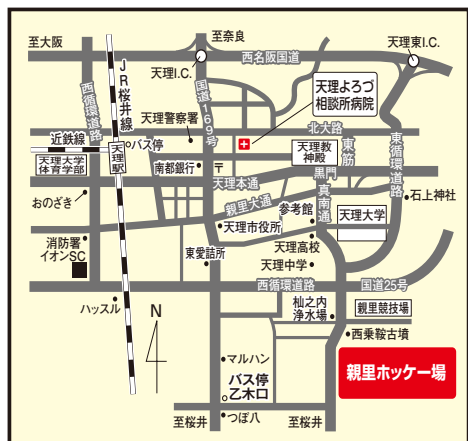 至大阪
至奈良
天理東I.C.
西名阪国道
天理I.C.
JR桜井線
西循環道路
国道169号
天理よろづ
相談所病院
天理警察署
北大路
近鉄線
バス停
天理駅
天理大学
体育学部
南都銀行
〒
天理教
神殿
東筋
東循環道路
黒門
天理本通
おのざき
親里大通
真南通
石上神社
参考館
天理大学
天理市役所
消防署
イオンSC
天理高校
東愛詰所
天理中学
西循環道路
国道25号
ハッスル
N
杣之内
浄水場
親里競技場
西乗鞍古墳
マルハン
親里ホッケー場
バス停
乙木口
つぼ八
至桜井
至桜井